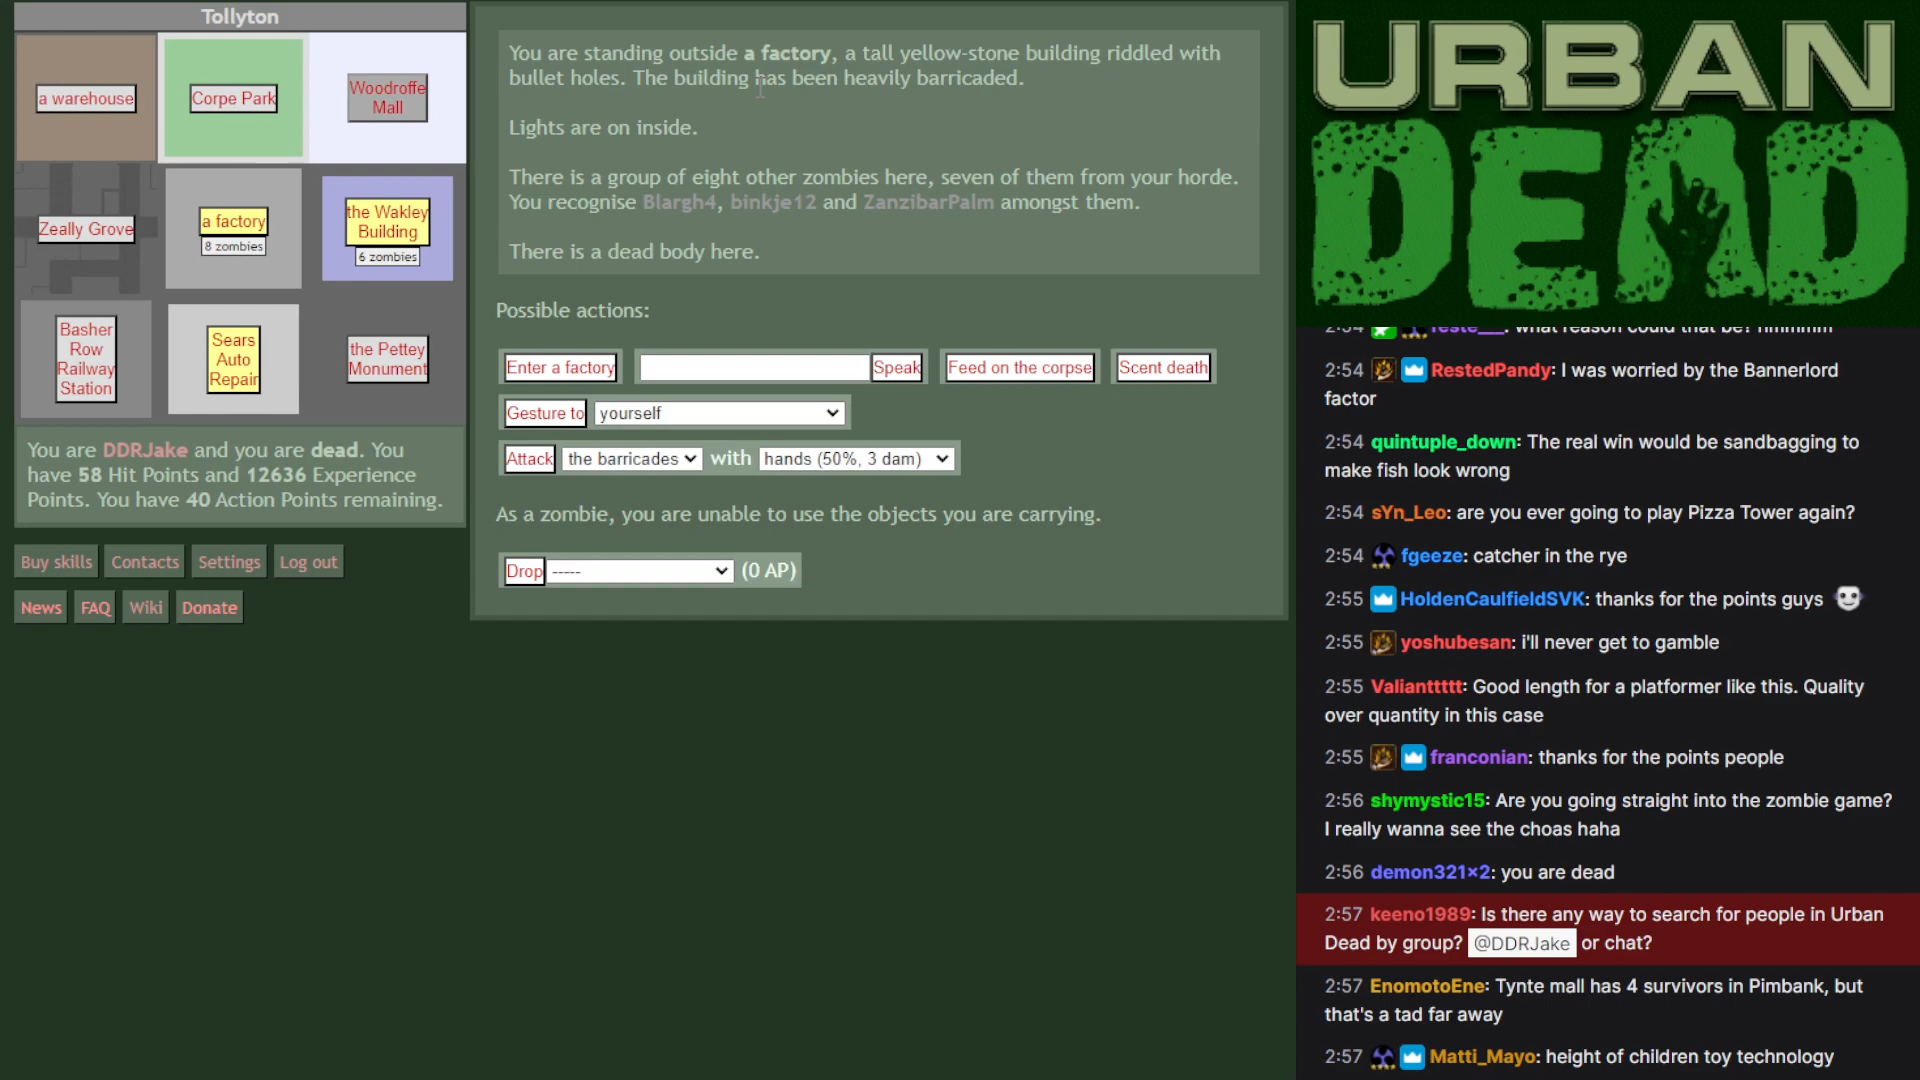 Tollyton
a warehouse
Corpe Park
Woodroffe
Mall
Zeally Grove
a factory
8 zombies
the Wakley
Building
6 zombies
Basher
Row
Railway
Station
Sears
Auto
Repair
the Pettey
Monument
You are DDRJake and you are dead. You
have 58 Hit Points and 12636 Experience
Points. You have 40 Action Points remaining.
Buy skills
Contacts
Settings
Log out
News
FAQ
Wiki
Donate
You are standing outside a factory, a tall yellow-stone building riddled with
bullet holes. The building has been heavily barricaded.
Lights are on inside.
There is a group of eight other zombies here, seven of them from your horde.
You recognise Blargh4, binkje12 and ZanzibarPalm amongst them.
There is a dead body here.
Possible actions:
Enter a factory
Speak
Feed on the corpse
Scent death
Gesture to yourself
Attack the barricades with hands (50%, 3 dam)
As a zombie, you are unable to use the objects you are carrying.
Drop ----- (0 AP)
URBAN
DEAD
2:54 reste___: what reason could that be? hmmmm
2:54 RestedPandy: I was worried by the Bannerlord
factor
2:54 quintuple_down: The real win would be sandbagging to
make fish look wrong
2:54 sYn_Leo: are you ever going to play Pizza Tower again?
2:54 fgeeze: catcher in the rye
2:55 HoldenCaulfieldSVK: thanks for the points guys
2:55 yoshubesan: i'll never get to gamble
2:55 Valianttttt: Good length for a platformer like this. Quality
over quantity in this case
2:55 franconian: thanks for the points people
2:56 shymystic15: Are you going straight into the zombie game?
I really wanna see the choas haha
2:56 demon321x2: you are dead
2:57 keeno1989: Is there any way to search for people in Urban
Dead by group? @DDRJake or chat?
2:57 EnomotoEne: Tynte mall has 4 survivors in Pimbank, but
that's a tad far away
2:57 Matti_Mayo: height of children toy technology